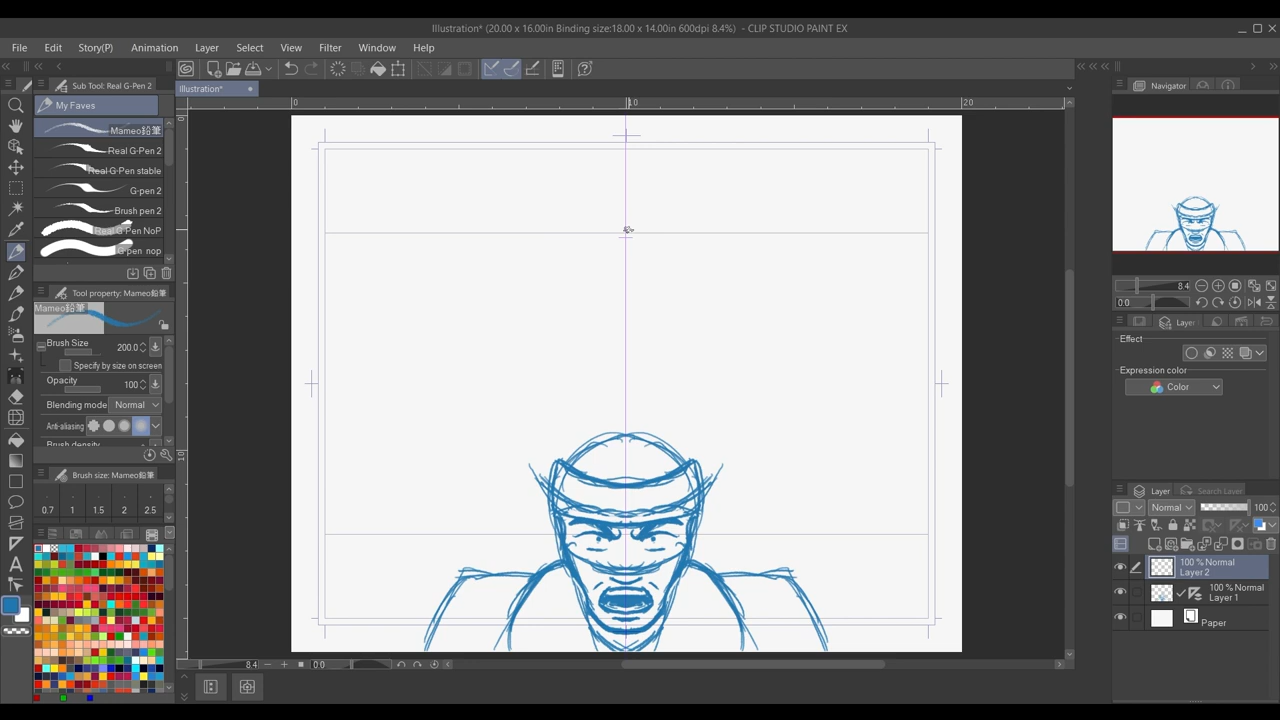 Illustration* (20.00 x 16.00in Binding size:18.00 x 14.00in 600dpi 8.4%) - CLIP STUDIO PAINT EX
File Edit Story(P) Animation Layer Select View Filter Window Help
Sub Tool: Real G-Pen 2
My Faves
Mameo鉛筆
Real G-Pen 2
Real G-Pen stable
G-pen 2
Brush pen 2
Real G-Pen NoP
G-pen nop
Tool property: Mameo鉛筆
Mameo鉛筆
Brush Size 200.0
Specify by size on screen
Opacity 100
Blending mode Normal
Anti-aliasing
Brush density
Brush size: Mameo鉛筆
0.7 1 1.5 2 2.5
Illustration*
0 10 20
0
10
8.4 0.0
Navigator
8.4
0.0
Layer
Effect
Expression color
Color
Layer Search Layer
Normal 100
100 % Normal
Layer 2
100 % Normal
Layer 1
Paper